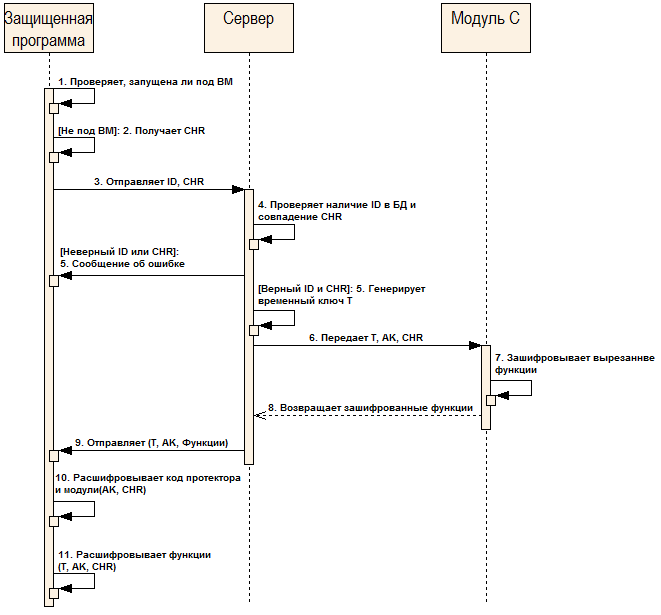 Защищенная
программа
Сервер
Модуль С
1. Проверяет, запущена ли под ВМ
[Не под ВМ]: 2. Получает CHR
3. Отправляет ID, CHR
4. Проверяет наличие ID в БД и
совпадение CHR
[Неверный ID или CHR]:
5. Сообщение об ошибке
[Верный ID и CHR]: 5. Генерирует
временный ключ T
6. Передает T, AK, CHR
7. Зашифровывает вырезаннве
функции
8. Возвращает зашифрованные функции
9. Отправляет (T, AK, Функции)
10. Расшифровывает код протектора
и модули(AK, CHR)
11. Расшифровывает функции
(T, AK, CHR)